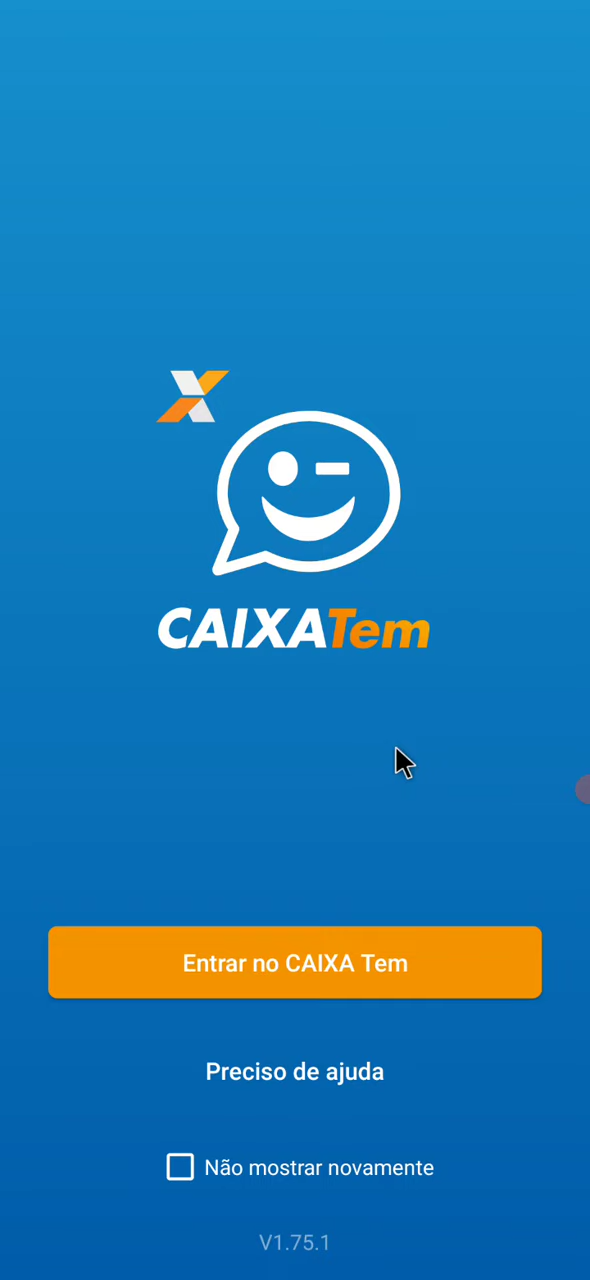 CAIXATem
Entrar no CAIXA Tem
Preciso de ajuda
Não mostrar novamente
V1.75.1